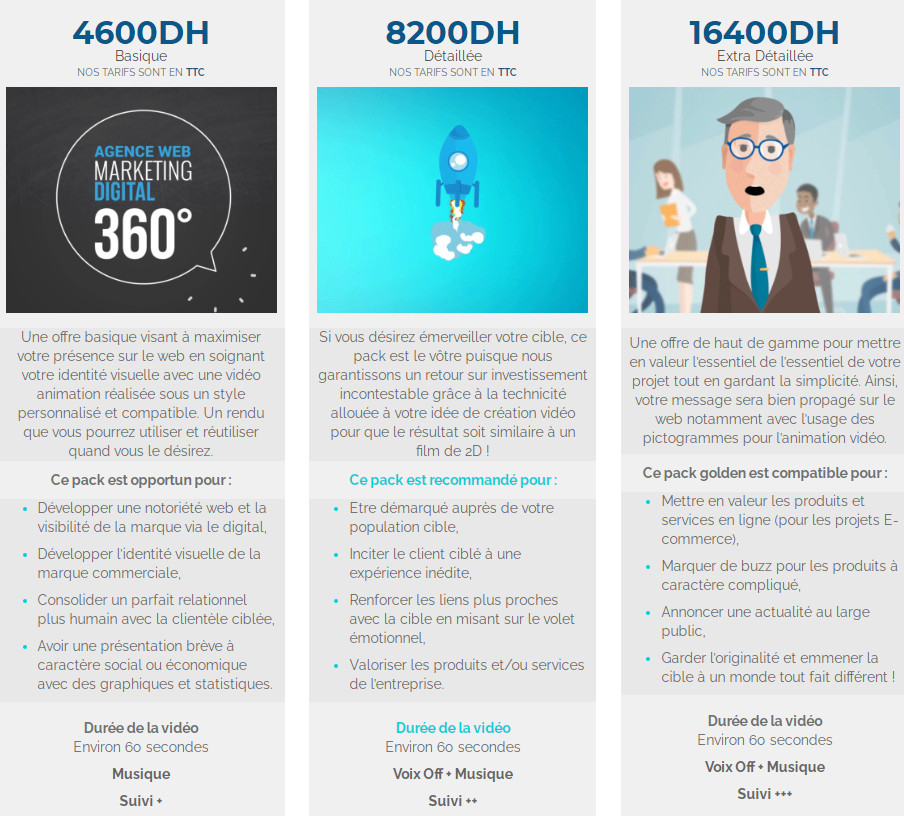 4600DH
Basique
NOS TARIFS SONT EN TTC
AGENCE WEB
MARKETING
DIGITAL
360°
Une offre basique visant à maximiser
votre présence sur le web en soignant
votre identité visuelle avec une vidéo
animation réalisée sous un style
personnalisé et compatible. Un rendu
que vous pourrez utiliser et réutiliser
quand vous le désirez.
Ce pack est opportun pour :
Développer une notoriété web et la
visibilité de la marque via le digital,
Développer l'identité visuelle de la
marque commerciale,
Consolider un parfait relationnel
plus humain avec la clientèle ciblée,
Avoir une présentation brève à
caractère social ou économique
avec des graphiques et statistiques.
Durée de la vidéo
Environ 60 secondes
Musique
Suivi +
8200DH
Détaillée
NOS TARIFS SONT EN TTC
Si vous désirez émerveiller votre cible, ce
pack est le vôtre puisque nous
garantissons un retour sur investissement
incontestable grâce à la technicité
allouée à votre idée de création vidéo
pour que le résultat soit similaire à un
film de 2D !
Ce pack est recommandé pour :
Etre démarqué auprès de votre
population cible,
Inciter le client ciblé à une
expérience inédite,
Renforcer les liens plus proches
avec la cible en misant sur le volet
émotionnel,
Valoriser les produits et/ou services
de l'entreprise.
Durée de la vidéo
Environ 60 secondes
Voix Off + Musique
Suivi ++
16400DH
Extra Détaillée
NOS TARIFS SONT EN TTC
Une offre de haut de gamme pour mettre
en valeur l'essentiel de l'essentiel de votre
projet tout en gardant la simplicité. Ainsi,
votre message sera bien propagé sur le
web notamment avec l'usage des
pictogrammes pour l'animation vidéo.
Ce pack golden est compatible pour :
Mettre en valeur les produits et
services en ligne (pour les projets E-
commerce),
Marquer de buzz pour les produits à
caractère compliqué,
Annoncer une actualité au large
public,
Garder l'originalité et emmener la
cible à un monde tout fait différent !
Durée de la vidéo
Environ 60 secondes
Voix Off + Musique
Suivi +++